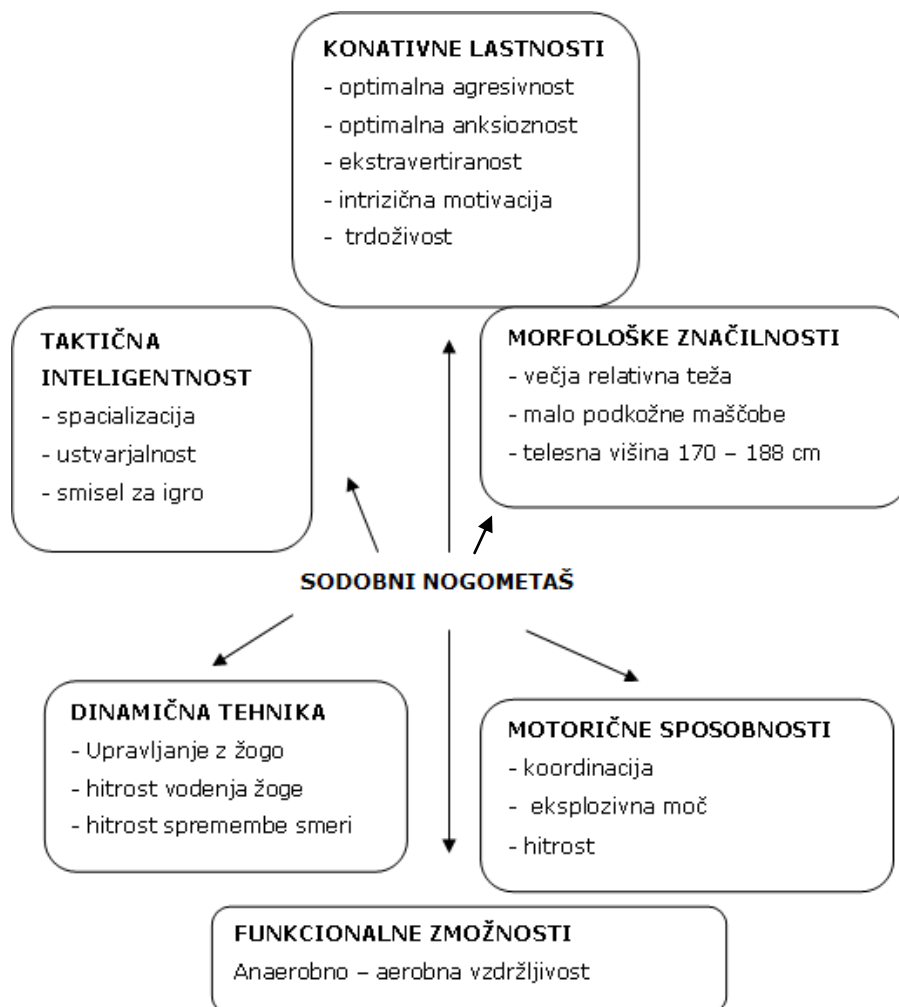 KONATIVNE LASTNOSTI
- optimalna agresivnost
- optimalna anksioznost
- ekstravertiranost
- intrizična motivacija
- trdoživost
TAKTIČNA
INTELIGENTNOST
- spacializacija
- ustvarjalnost
- smisel za igro
MORFOLOŠKE ZNAČILNOSTI
- večja relativna teža
- malo podkožne maščobe
- telesna višina 170 – 188 cm
SODOBNI NOGOMETAŠ
DINAMIČNA TEHNIKA
- Upravljanje z žogo
- hitrost vodenja žoge
- hitrost spremembe smeri
MOTORIČNE SPOSOBNOSTI
- koordinacija
- eksplozivna moč
- hitrost
FUNKCIONALNE ZMOŽNOSTI
Anaerobno – aerobna vzdržljivost